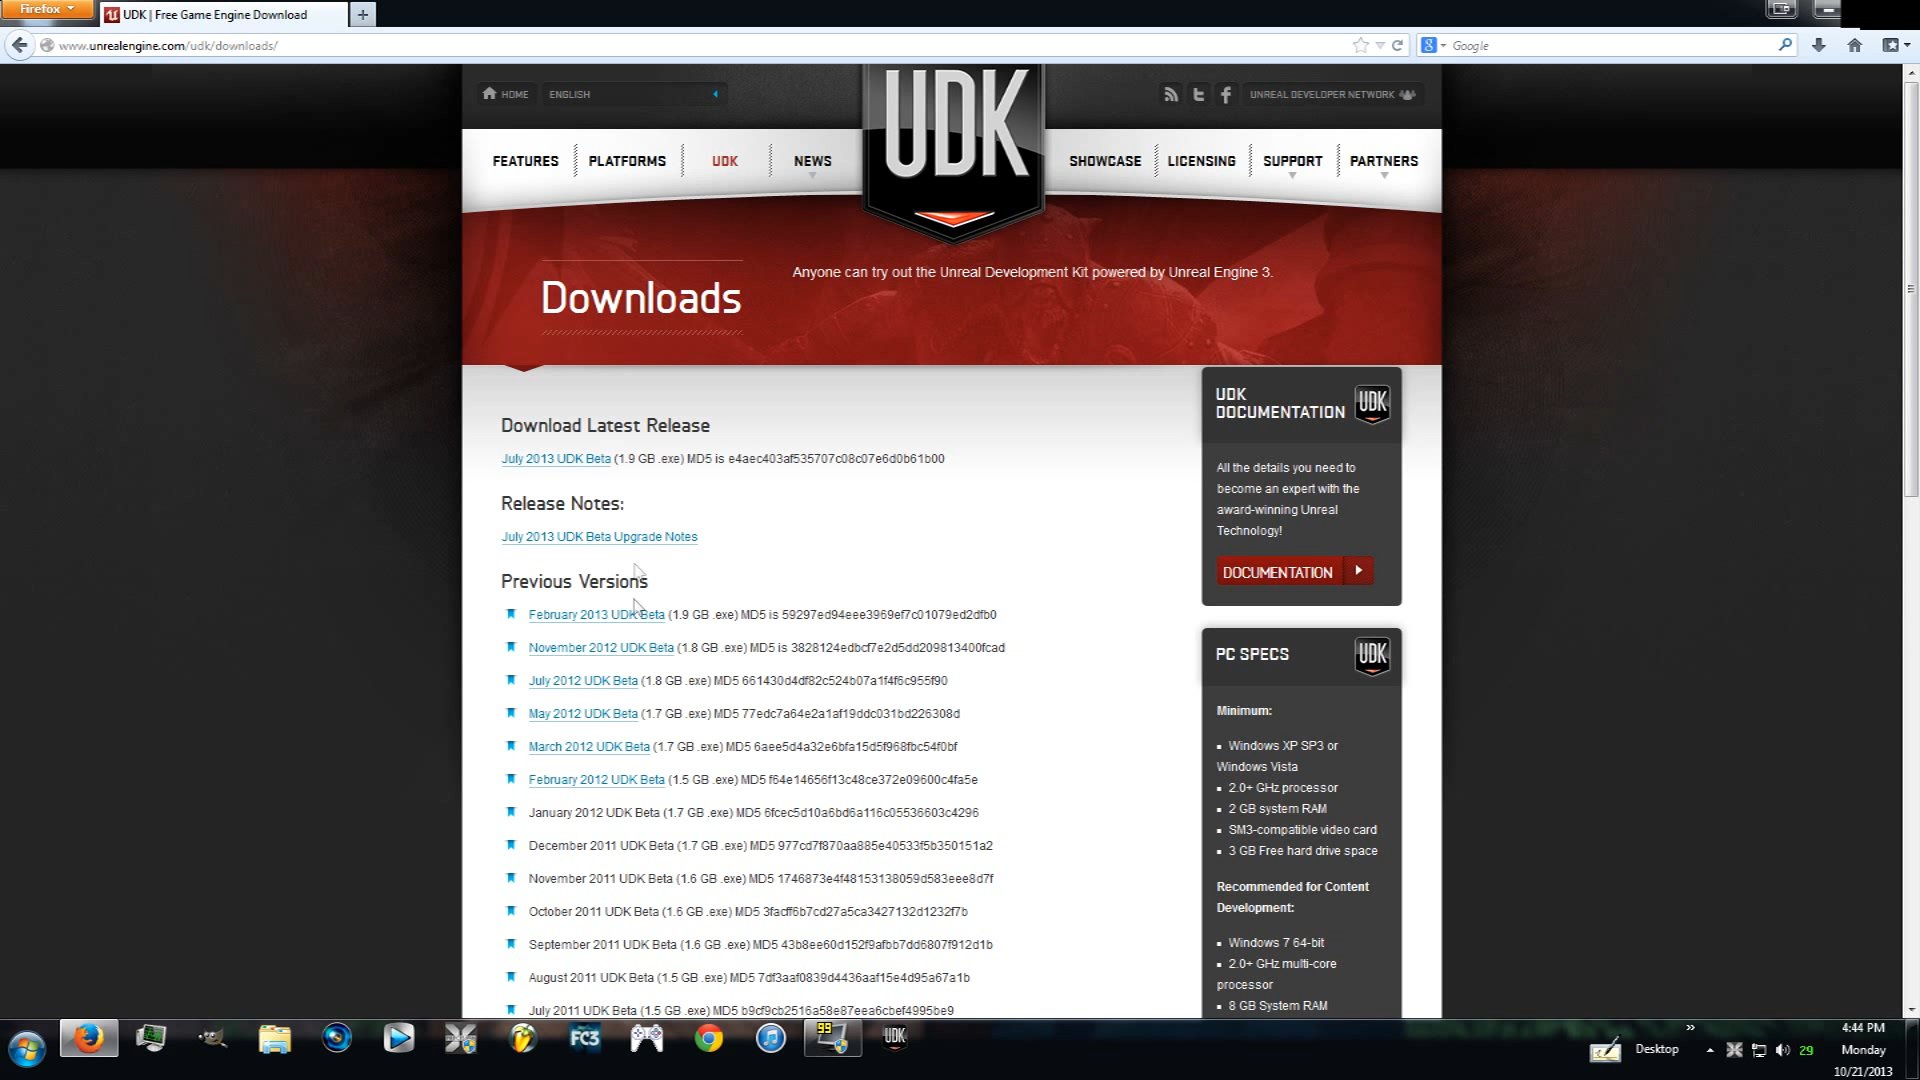 Firefox
UDK | Free Game Engine Download
www.unrealengine.com/udk/downloads/
Google
HOME
ENGLISH
UNREAL DEVELOPER NETWORK
FEATURES
PLATFORMS
UDK
NEWS
UDK
SHOWCASE
LICENSING
SUPPORT
PARTNERS
Downloads
Anyone can try out the Unreal Development Kit powered by Unreal Engine 3.
Download Latest Release
July 2013 UDK Beta (1.9 GB .exe) MD5 is e4aec403af535707c08c07e6d0b61b00
Release Notes:
July 2013 UDK Beta Upgrade Notes
Previous Versions
February 2013 UDK Beta (1.9 GB .exe) MD5 is 59297ed94eee3969ef7c01079ed2dfb0
November 2012 UDK Beta (1.8 GB .exe) MD5 is 3828124edbcf7e2d5dd209813400fcad
July 2012 UDK Beta (1.8 GB .exe) MD5 661430d4df82c524b07a1f4f6c955f90
May 2012 UDK Beta (1.7 GB .exe) MD5 77edc7a64e2a1af19ddc031bd226308d
March 2012 UDK Beta (1.7 GB .exe) MD5 6aee5d4a32e6bfa15d5f968fbc54f0bf
February 2012 UDK Beta (1.5 GB .exe) MD5 f64e14656f13c48ce372e09600c4fa5e
January 2012 UDK Beta (1.7 GB .exe) MD5 6fcec5d10a6bd6a116c05536603c4296
December 2011 UDK Beta (1.7 GB .exe) MD5 977cd7f870aa885e40533f5b350151a2
November 2011 UDK Beta (1.6 GB .exe) MD5 1746873e4f48153138059d583eee8d7f
October 2011 UDK Beta (1.6 GB .exe) MD5 3facff6b7cd27a5ca3427132d1232f7b
September 2011 UDK Beta (1.6 GB .exe) MD5 43b8ee60d152f9afbb7dd6807f912d1b
August 2011 UDK Beta (1.5 GB .exe) MD5 7df3aaf0839d4436aaf15e4d95a67a1b
July 2011 UDK Beta (1.5 GB .exe) MD5 b9cf9cb2516a58e87eea6cbef4995be9
UDK
DOCUMENTATION
UDK
All the details you need to
become an expert with the
award-winning Unreal
Technology!
DOCUMENTATION
PC SPECS
UDK
Minimum:
Windows XP SP3 or
Windows Vista
2.0+ GHz processor
2 GB system RAM
SM3-compatible video card
3 GB Free hard drive space
Recommended for Content
Development:
Windows 7 64-bit
2.0+ GHz multi-core
processor
8 GB System RAM
FC3
99
UDK
Desktop
29
4:44 PM
Monday
10/21/2013